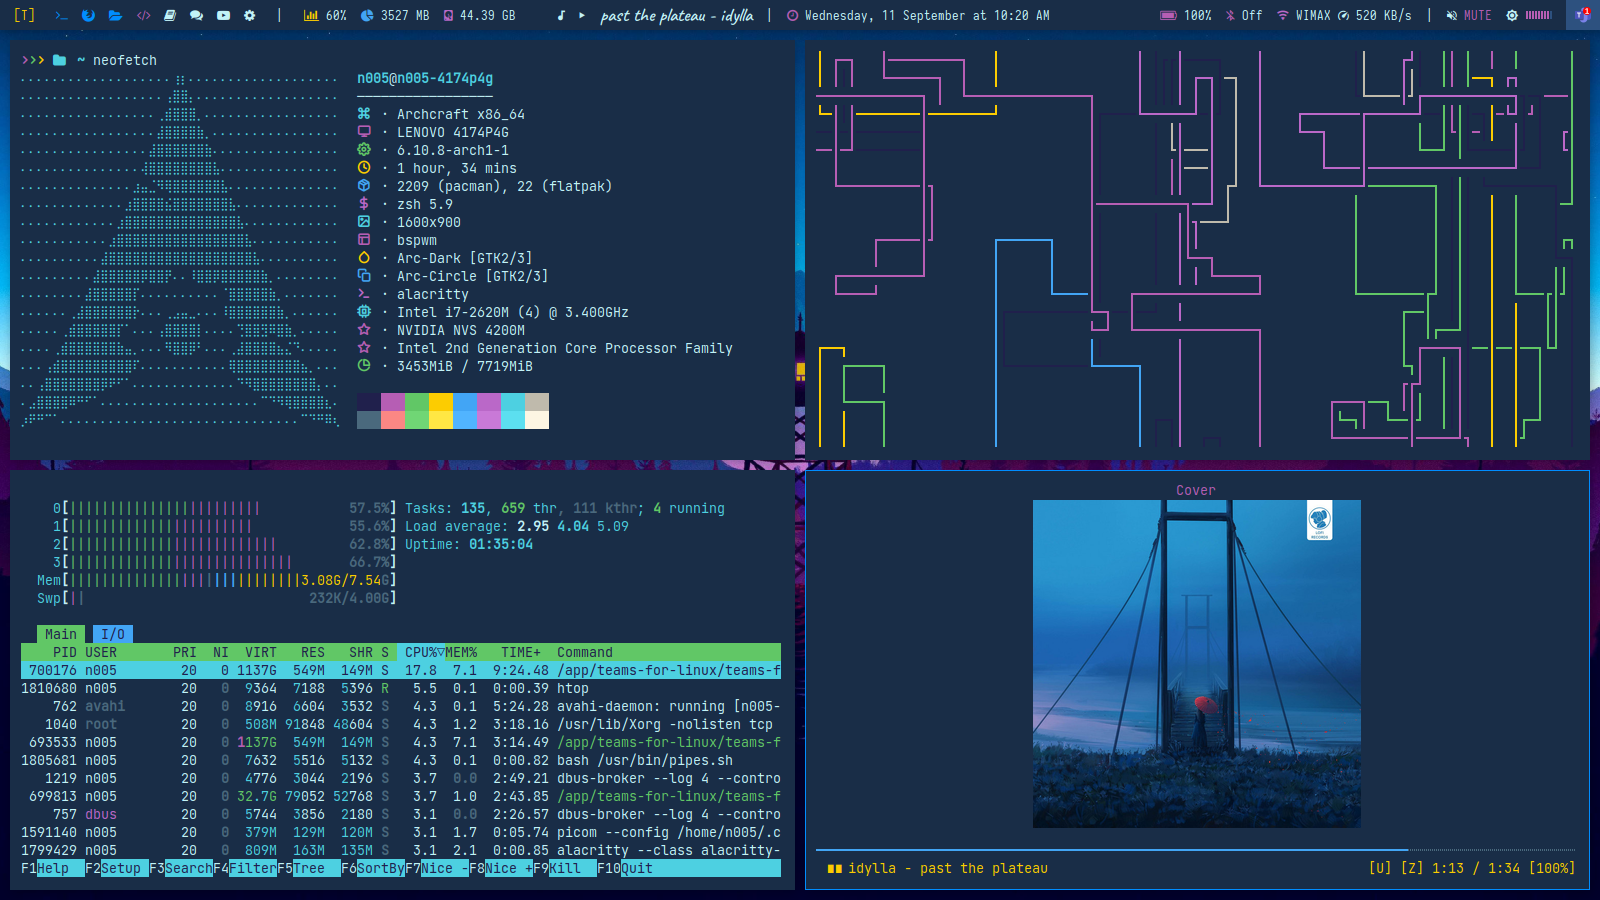 [T] 60% 3527 MB 44.39 GB past the plateau - idylla Wednesday, 11 September at 10:20 AM 100% Off WIMAX 520 KB/s MUTE 1
~ neofetch
n005@n005-4174p4g
· Archcraft x86_64
· LENOVO 4174P4G
· 6.10.8-arch1-1
· 1 hour, 34 mins
· 2209 (pacman), 22 (flatpak)
· zsh 5.9
· 1600x900
· bspwm
· Arc-Dark [GTK2/3]
· Arc-Circle [GTK2/3]
· alacritty
· Intel i7-2620M (4) @ 3.400GHz
· NVIDIA NVS 4200M
· Intel 2nd Generation Core Processor Family
· 3453MiB / 7719MiB
0[ 57.5%] Tasks: 135, 659 thr, 111 kthr; 4 running
1[ 55.6%] Load average: 2.95 4.04 5.09
2[ 62.8%] Uptime: 01:35:04
3[ 66.7%]
Mem[ 3.08G/7.54G]
Swp[ 232K/4.00G]
Main I/O
PID USER PRI NI VIRT RES SHR S CPU%▽MEM% TIME+ Command
700176 n005 20 0 1137G 549M 149M S 17.8 7.1 9:24.48 /app/teams-for-linux/teams-f
1810680 n005 20 0 9364 7188 5396 R 5.5 0.1 0:00.39 htop
762 avahi 20 0 8916 6604 3532 S 4.3 0.1 5:24.28 avahi-daemon: running [n005-
1040 root 20 0 508M 91848 48604 S 4.3 1.2 3:18.16 /usr/lib/Xorg -nolisten tcp
693533 n005 20 0 1137G 549M 149M S 4.3 7.1 3:14.49 /app/teams-for-linux/teams-f
1805681 n005 20 0 7632 5516 5132 S 4.3 0.1 0:00.82 bash /usr/bin/pipes.sh
1219 n005 20 0 4776 3044 2196 S 3.7 0.0 2:49.21 dbus-broker --log 4 --contro
699813 n005 20 0 32.7G 79052 52768 S 3.7 1.0 2:43.85 /app/teams-for-linux/teams-f
757 dbus 20 0 5744 3856 2180 S 3.1 0.0 2:26.57 dbus-broker --log 4 --contro
1591140 n005 20 0 379M 129M 120M S 3.1 1.7 0:05.74 picom --config /home/n005/.c
1799429 n005 20 0 809M 163M 135M S 3.1 2.1 0:00.85 alacritty --class alacritty-
F1Help F2Setup F3SearchF4FilterF5Tree F6SortByF7Nice -F8Nice +F9Kill F10Quit
Cover
LOFI
RECORDS
idylla - past the plateau [U] [Z] 1:13 / 1:34 [100%]